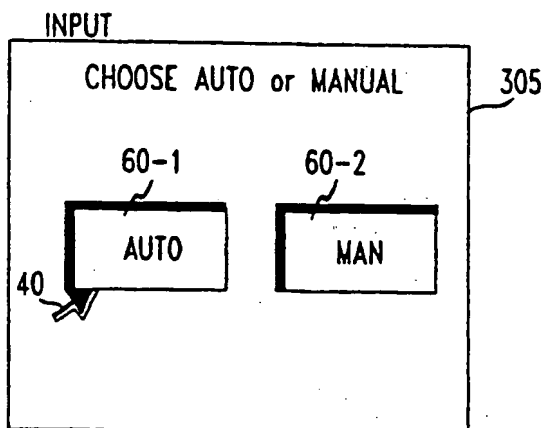 INPUT
CHOOSE AUTO or MANUAL
305
60-1 60-2
AUTO MAN
40